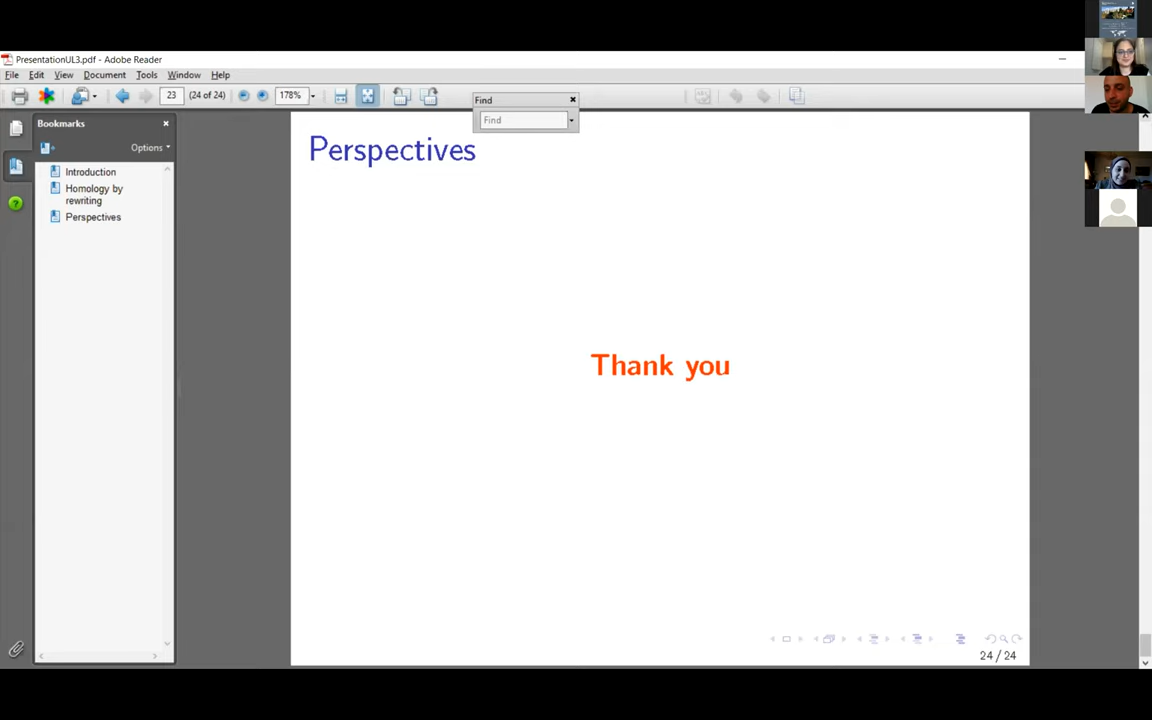 PresentationUL3.pdf - Adobe Reader
File Edit View Document Tools Window Help
23 (24 of 24) 178%
Find
Find
Bookmarks
Options
Introduction
Homology by
rewriting
Perspectives
Perspectives
Thank you
24 / 24